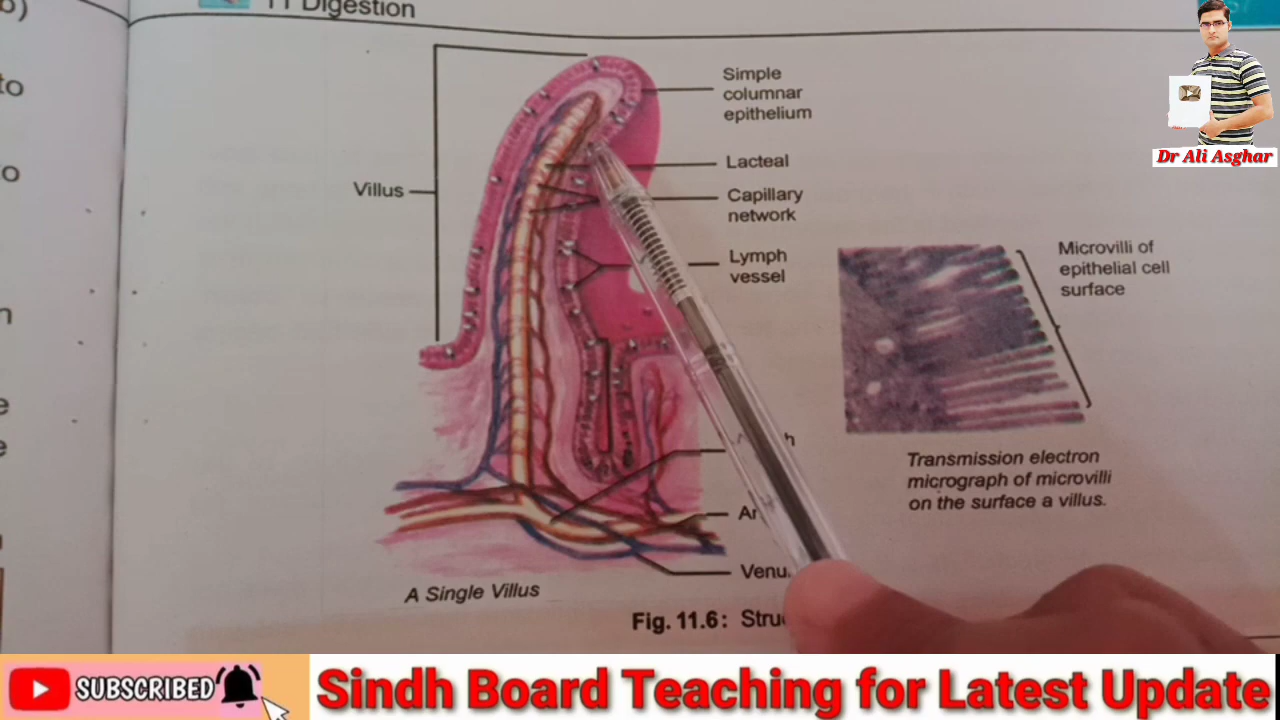 11 Digestion
to
o
n
e
e
Simple
columnar
epithelium
Lacteal
Capillary
network
Lymph
vessel
Villus
Microvilli of
epithelial cell
surface
Transmission electron
micrograph of microvilli
on the surface a villus.
A Single Villus
Fig. 11.6:
Dr Ali Asghar
SUBSCRIBED
Sindh Board Teaching for Latest Update